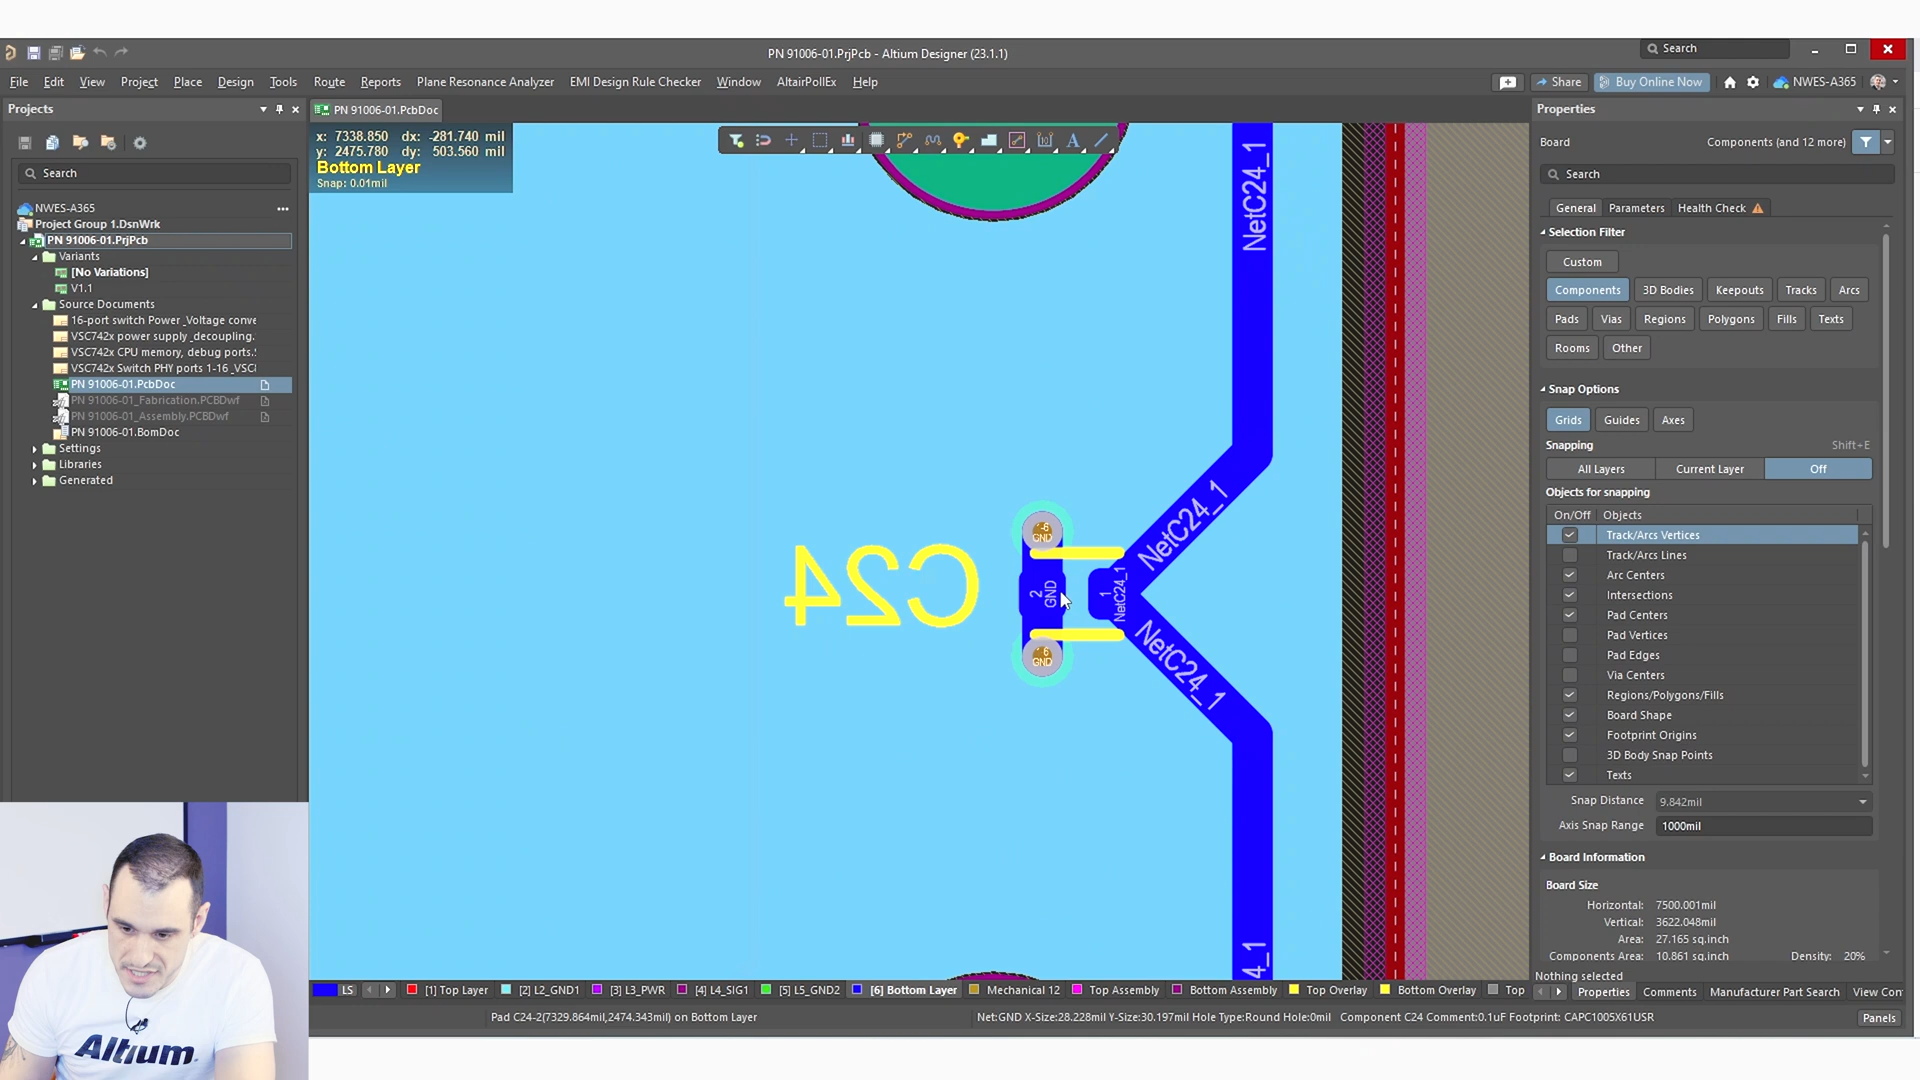 PN 91006-01.PrjPcb - Altium Designer (23.1.1)
Search
File Edit View Project Place Design Tools Route Reports Plane Resonance Analyzer EMI Design Rule Checker Window AltairPollEx Help
Share
Buy Online Now
NWES-A365
Projects
Search
NWES-A365
Project Group 1.DsnWrk
PN 91006-01.PrjPcb
Variants
[No Variations]
V1.1
Source Documents
16-port switch Power _Voltage conve
VSC742x power supply _decoupling.
VSC742x CPU memory, debug ports.
VSC742x Switch PHY ports 1-16 _VSC
PN 91006-01.PcbDoc
PN 91006-01_Fabrication.PCBDwf
PN 91006-01_Assembly.PCBDwf
PN 91006-01.BomDoc
Settings
Libraries
Generated
PN 91006-01.PcbDoc
x: 7338.850 dx: -281.740 mil
y: 2475.780 dy: 503.560 mil
Bottom Layer
Snap: 0.01mil
NetC24_1
NetC24_1
C24
6
GND
2
GND
1
NetC24_1
6
GND
NetC24_1
4_1
LS [1] Top Layer [2] L2_GND1 [3] L3_PWR [4] L4_SIG1 [5] L5_GND2 [6] Bottom Layer Mechanical 12 Top Assembly Bottom Assembly Top Overlay Bottom Overlay Top
Pad C24-2(7329.864mil,2474.343mil) on Bottom Layer
Net:GND X-Size:28.228mil Y-Size:30.197mil Hole Type:Round Hole:0mil Component C24 Comment:0.1uF Footprint: CAPC1005X61USR
Panels
Properties
Board
Components (and 12 more)
Search
General Parameters Health Check
Selection Filter
Custom
Components 3D Bodies Keepouts Tracks Arcs
Pads Vias Regions Polygons Fills Texts
Rooms Other
Snap Options
Grids Guides Axes
Snapping Shift+E
All Layers Current Layer Off
Objects for snapping
On/Off Objects
Track/Arcs Vertices
Track/Arcs Lines
Arc Centers
Intersections
Pad Centers
Pad Vertices
Pad Edges
Via Centers
Regions/Polygons/Fills
Board Shape
Footprint Origins
3D Body Snap Points
Texts
Snap Distance 9.842mil
Axis Snap Range 1000mil
Board Information
Board Size
Horizontal: 7500.001mil
Vertical: 3622.048mil
Area: 27.165 sq.inch
Components Area: 10.861 sq.inch Density: 20%
Nothing selected
Properties Comments Manufacturer Part Search View Con
Altium